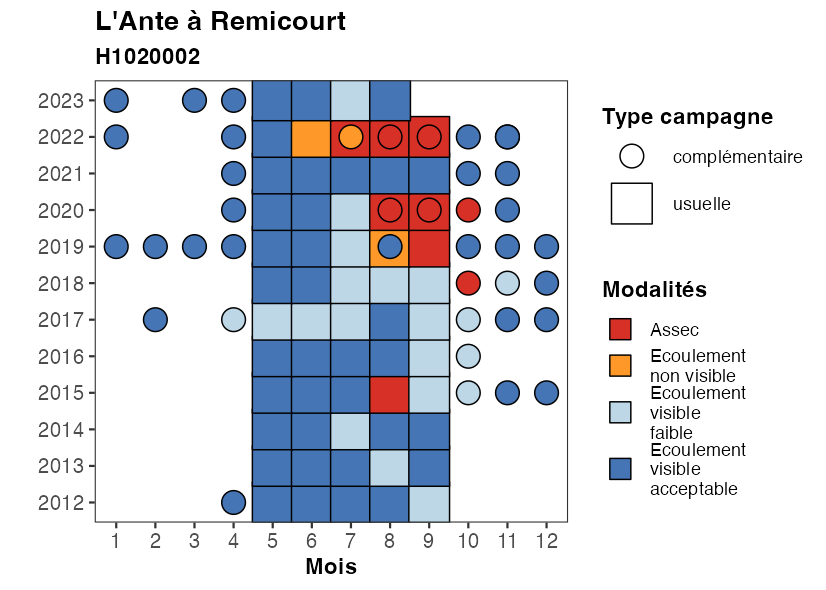 L'Ante à Remicourt
H1020002
2023
2022
2021
2020
2019
2018
2017
2016
2015
2014
2013
2012
1 2 3 4 5 6 7 8 9 10 11 12
Mois
Type campagne
complémentaire
usuelle
Modalités
Assec
Ecoulement
non visible
Ecoulement
visible
faible
Ecoulement
visible
acceptable